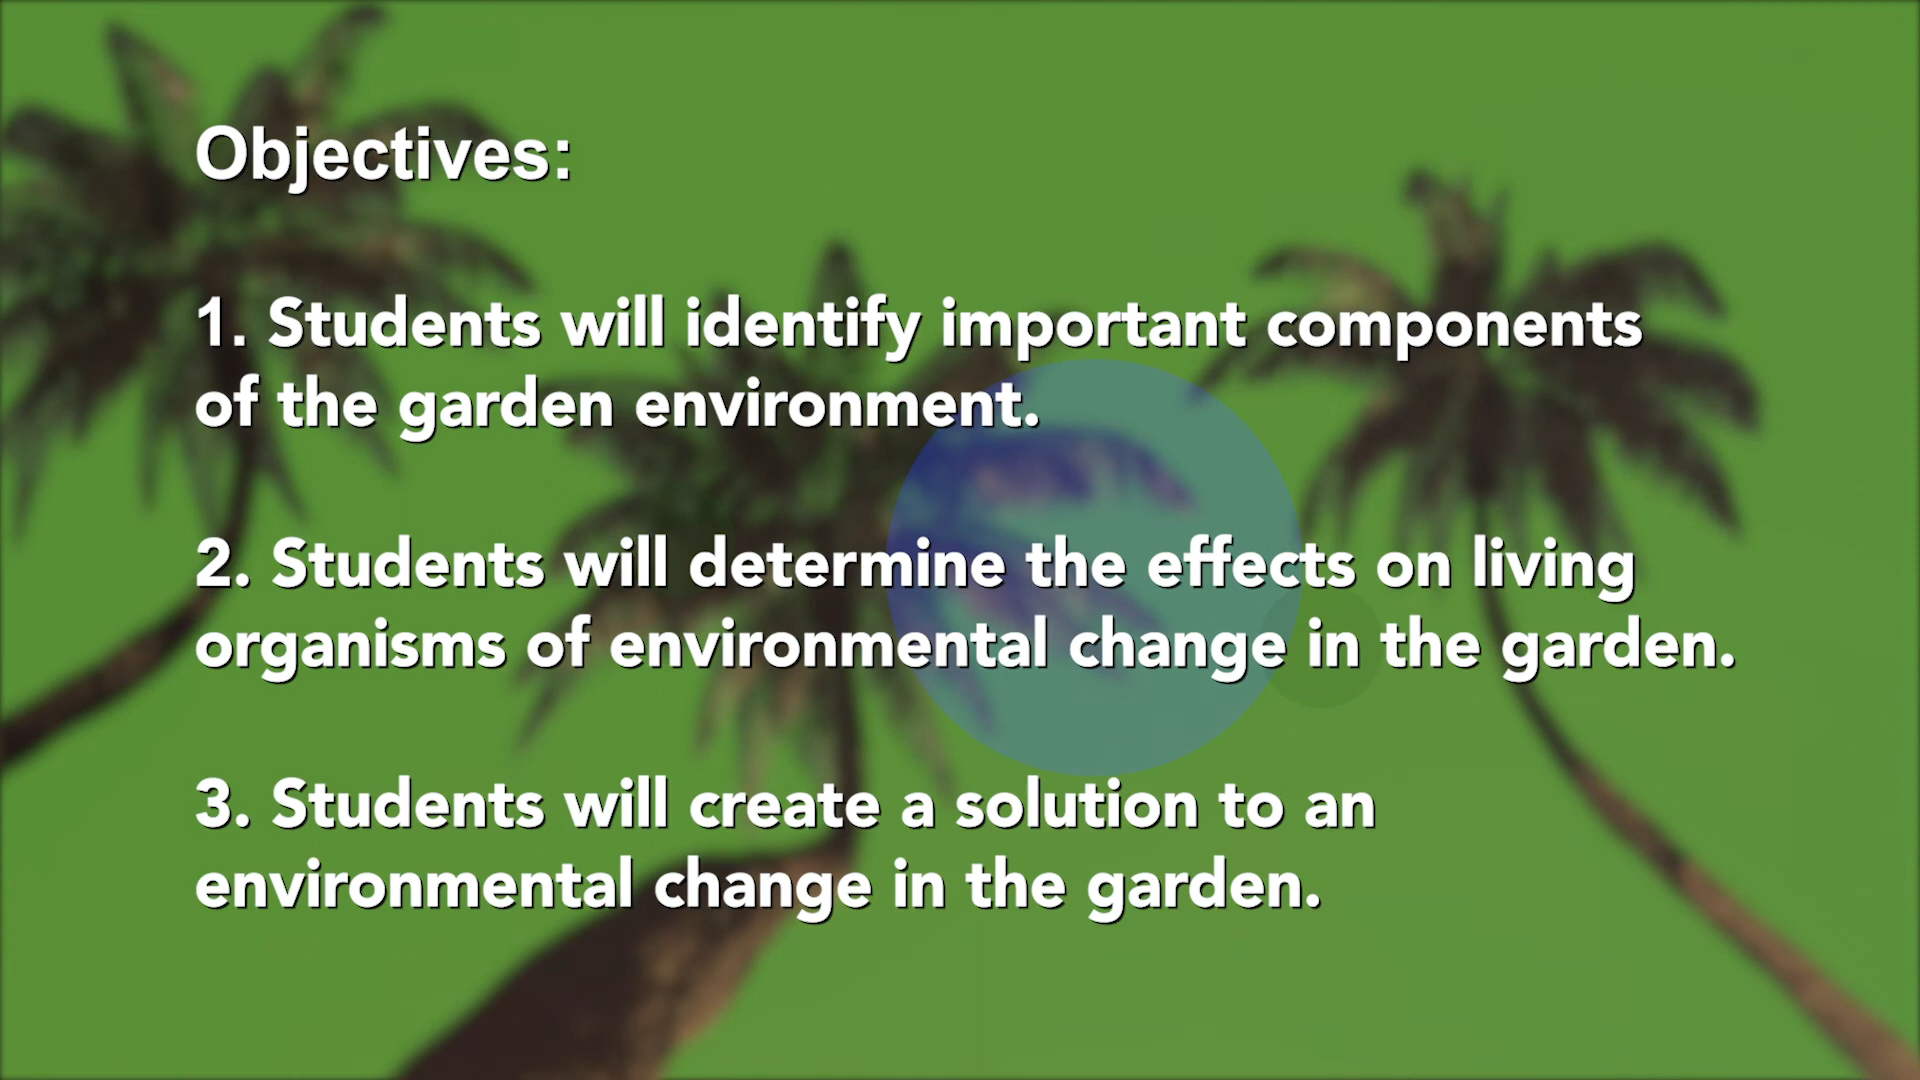 Objectives:
1. Students will identify important components
of the garden environment.
2. Students will determine the effects on living
organisms of environmental change in the garden.
3. Students will create a solution to an
environmental change in the garden.